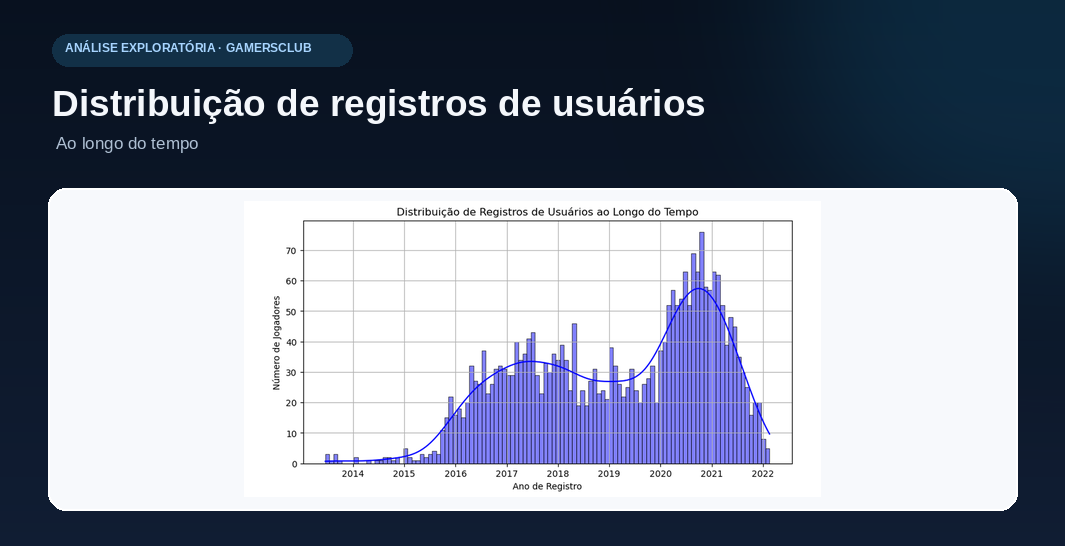 ANÁLISE EXPLORATÓRIA · GAMERSCLUB
Distribuição de registros de usuários
Ao longo do tempo
Distribuição de Registros de Usuários ao Longo do Tempo
Número de Jogadores
70
60
50
40
30
20
10
0
2014 2015 2016 2017 2018 2019 2020 2021 2022
Ano de Registro